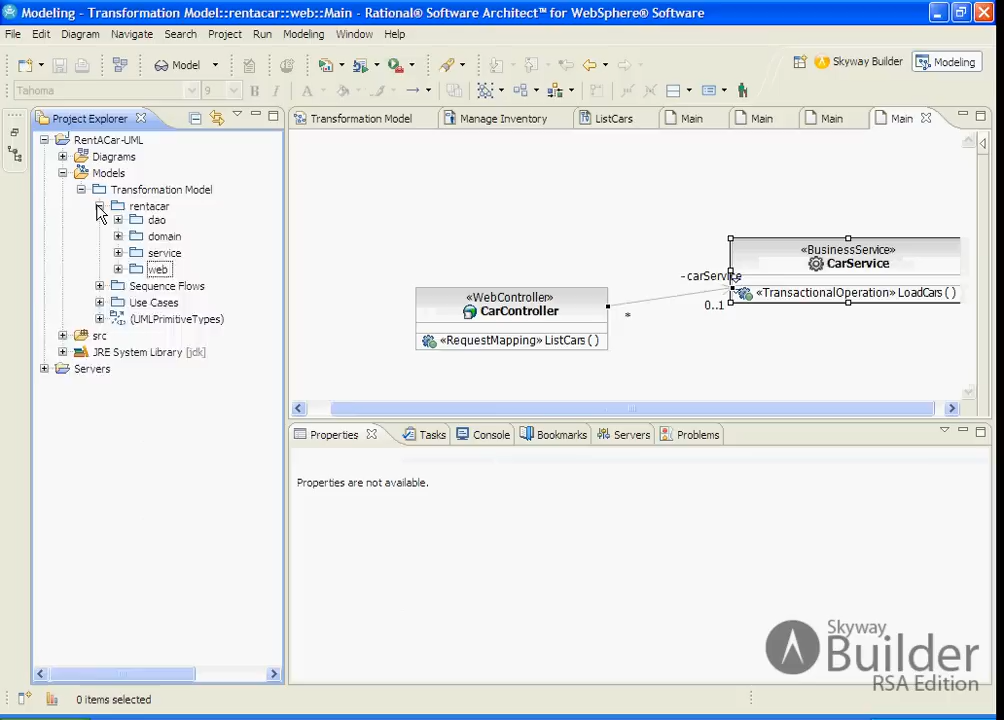 Modeling - Transformation Model::rentacar::web::Main - Rational® Software Architect™ for WebSphere® Software
File Edit Diagram Navigate Search Project Run Modeling Window Help
Model
Skyway Builder
Modeling
Tahoma 9 B I A
Project Explorer
RentACar-UML
Diagrams
Models
Transformation Model
rentacar
dao
domain
service
web
Sequence Flows
Use Cases
(UMLPrimitiveTypes)
src
JRE System Library [jdk]
Servers
Transformation Model Manage Inventory ListCars Main Main Main Main
«BusinessService»
CarService
«TransactionalOperation» LoadCars ( )
-carService
0..1
*
«WebController»
CarController
«RequestMapping» ListCars ( )
Properties Tasks Console Bookmarks Servers Problems
Properties are not available.
Skyway
Builder
RSA Edition
0 items selected